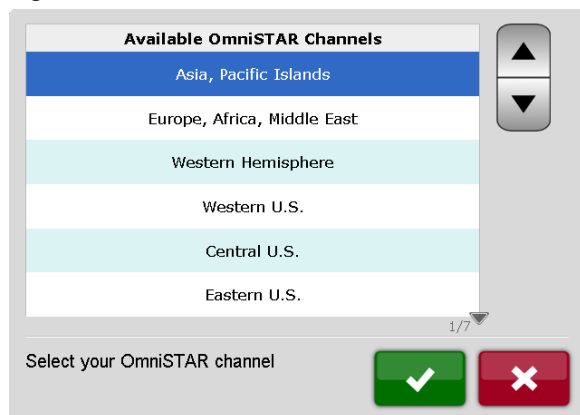 Available OmniSTAR Channels
Asia, Pacific Islands
Europe, Africa, Middle East
Western Hemisphere
Western U.S.
Central U.S.
Eastern U.S.
1/7
Select your OmniSTAR channel